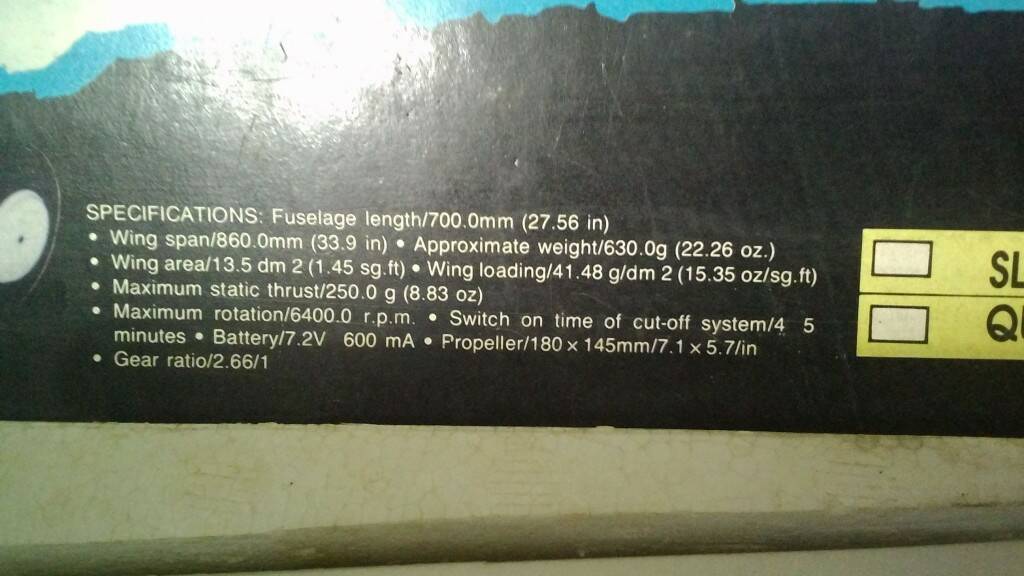 SPECIFICATIONS: Fuselage length/700.0mm (27.56 in)
• Wing span/860.0mm (33.9 in) • Approximate weight/630.0g (22.26 oz.)
• Wing area/13.5 dm 2 (1.45 sq.ft) • Wing loading/41.48 g/dm 2 (15.35 oz/sq.ft)
• Maximum static thrust/250.0 g (8.83 oz)
• Maximum rotation/6400.0 r.p.m. • Switch on time of cut-off system/4 5
minutes • Battery/7.2V 600 mA • Propeller/180 x 145mm/7.1 x 5.7/in
• Gear ratio/2.66/1
SL